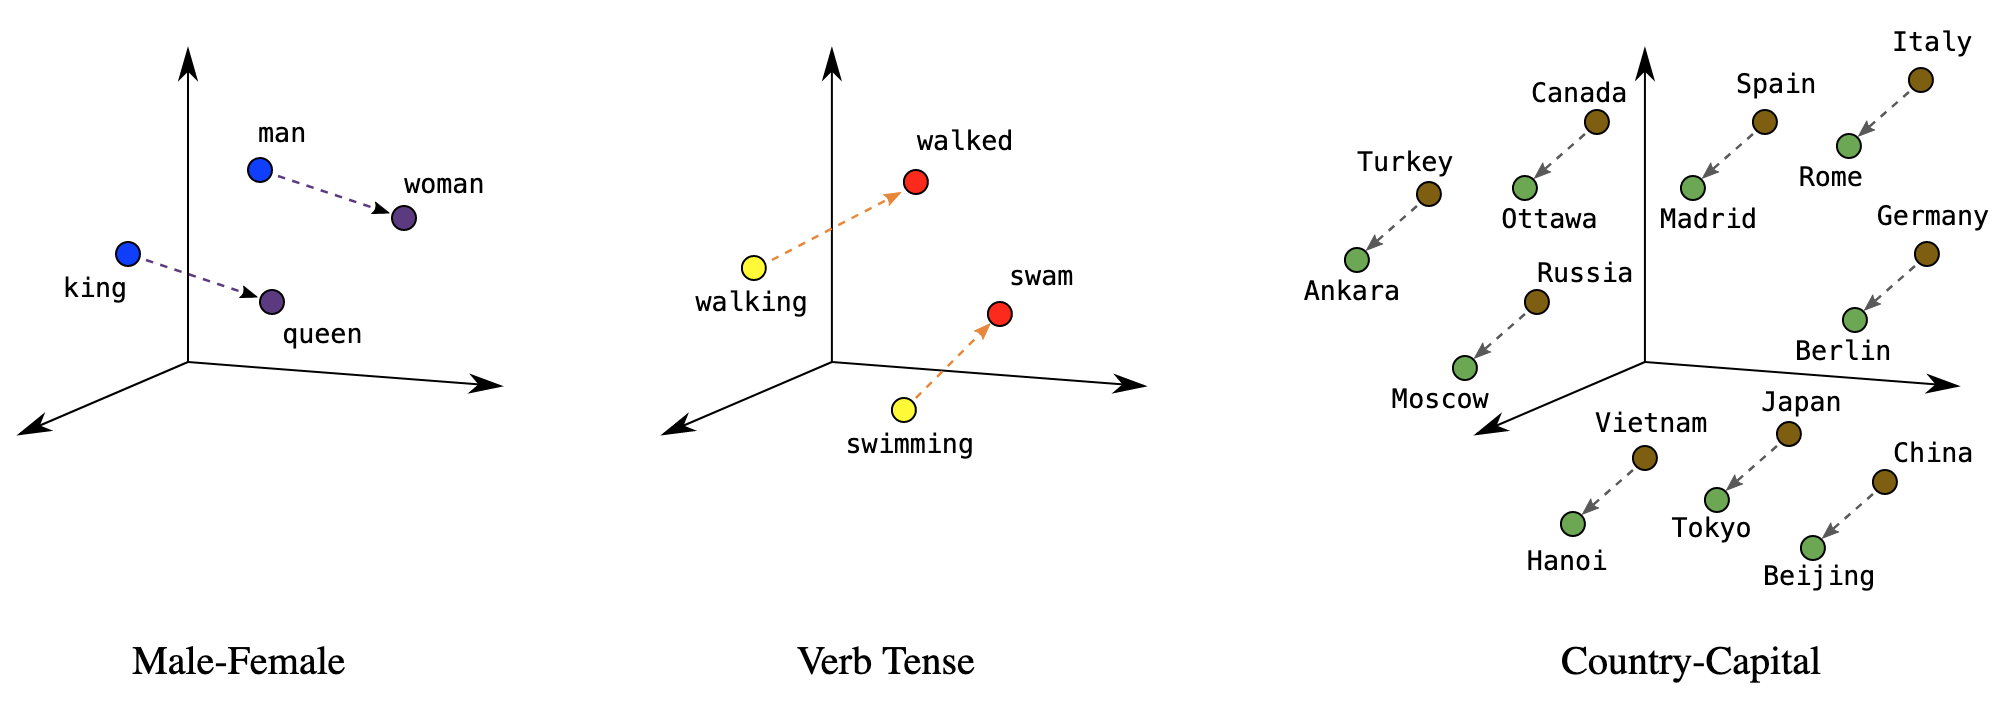 man
woman
king
queen
Male-Female
walked
walking
swam
swimming
Verb Tense
Italy
Canada
Spain
Turkey
Rome
Ottawa
Madrid
Germany
Ankara
Russia
Berlin
Moscow
Japan
Vietnam
China
Tokyo
Hanoi
Beijing
Country-Capital